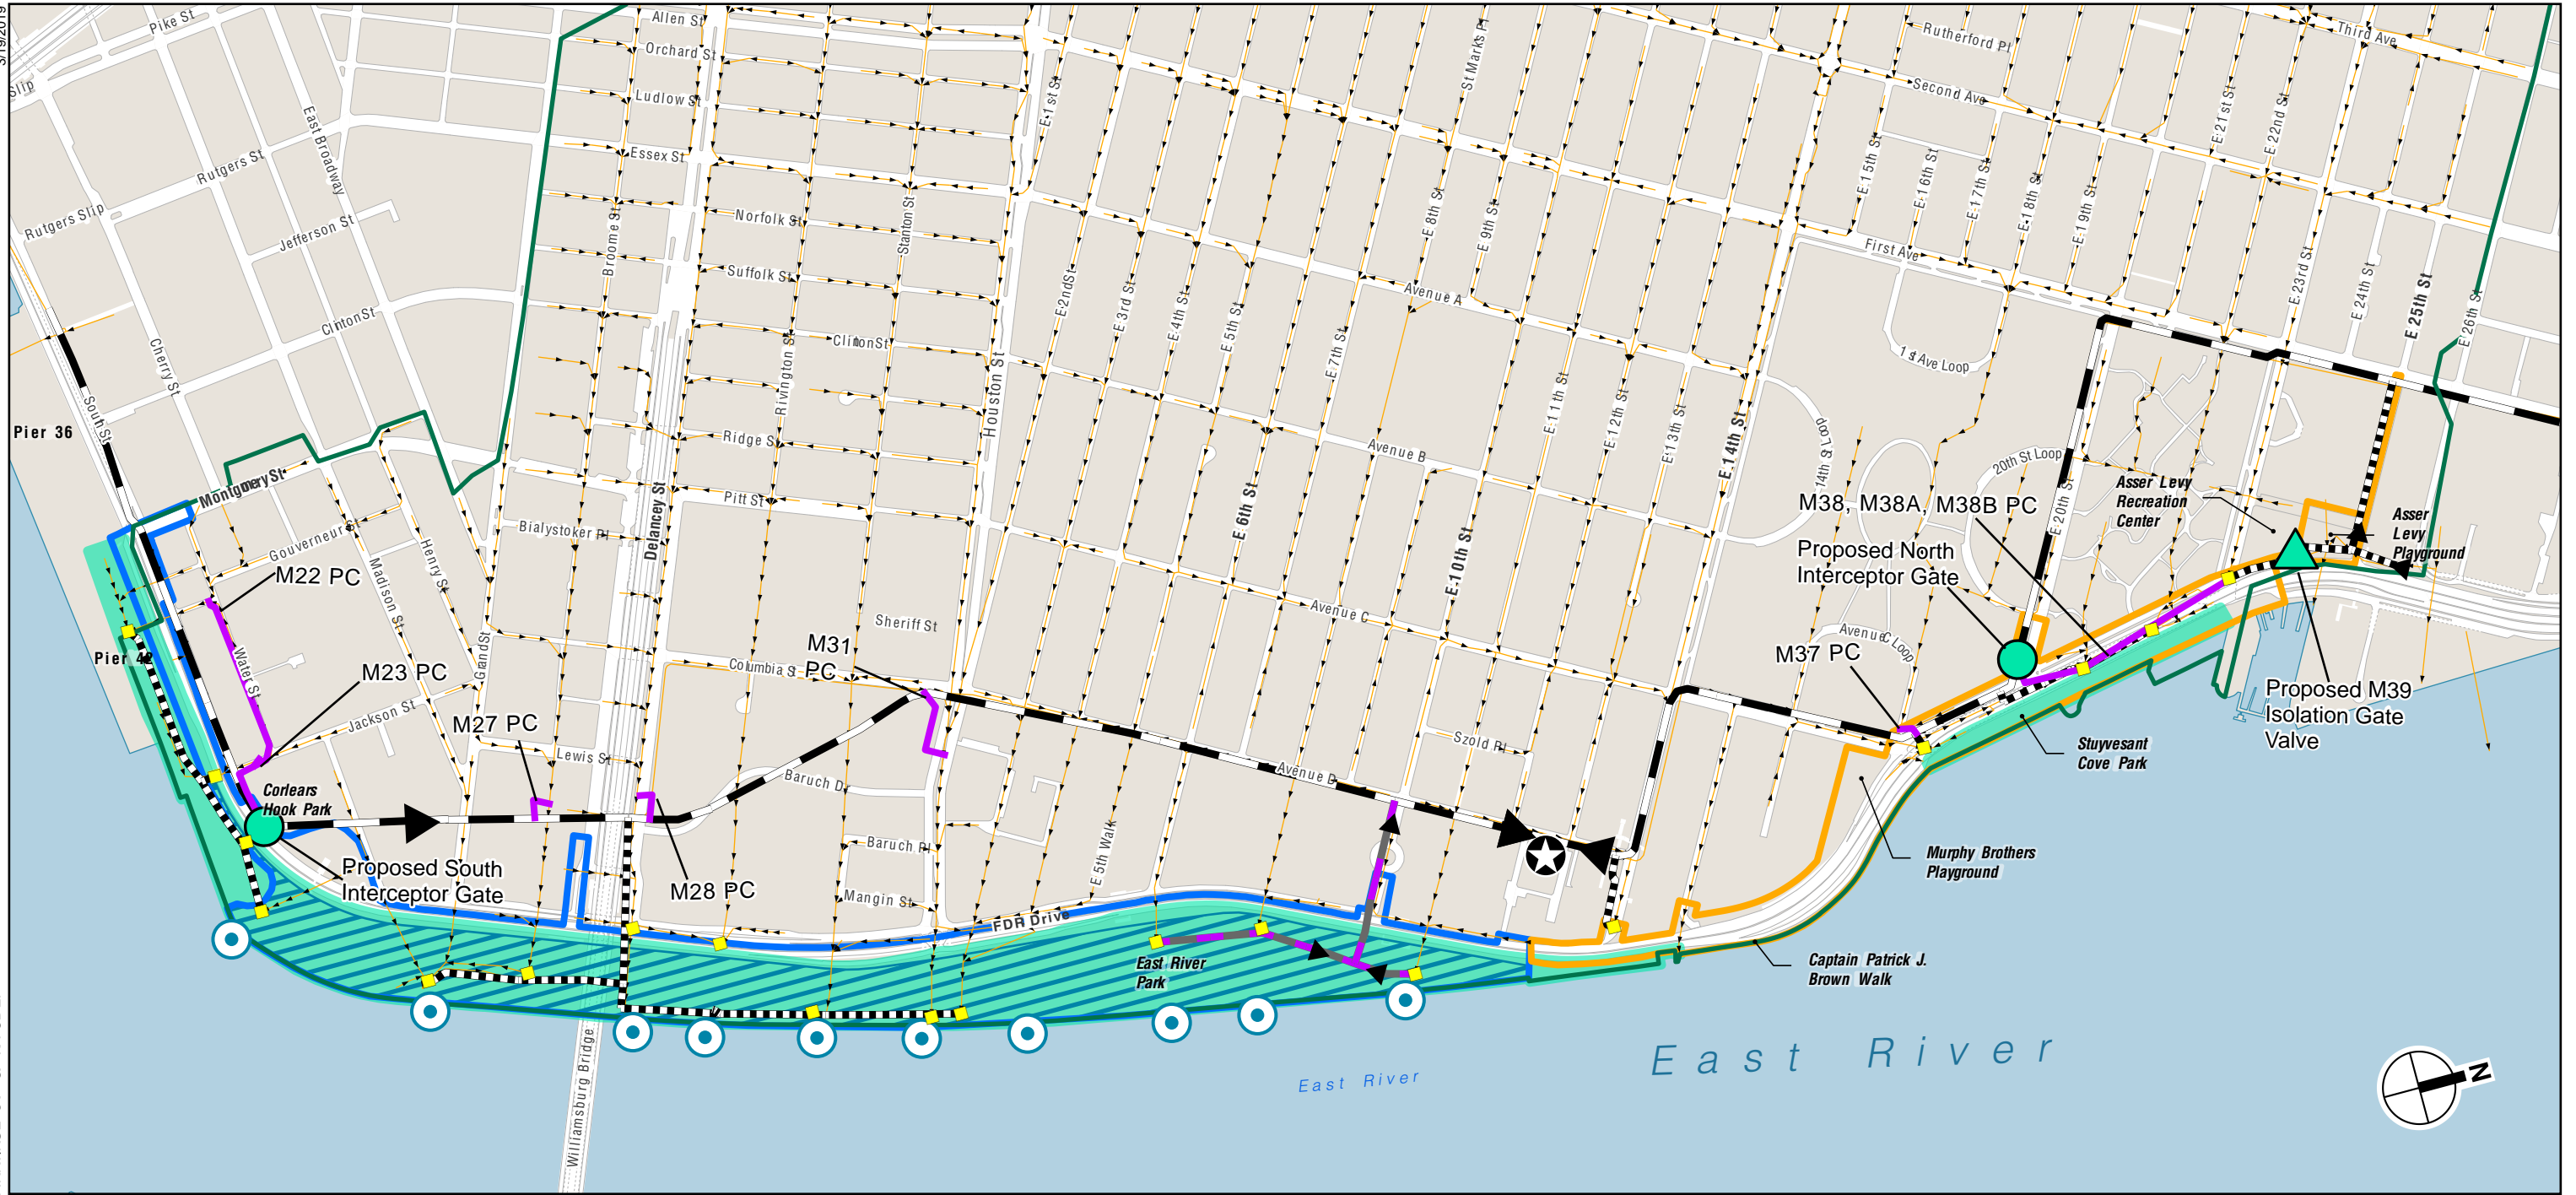 3/19/2019
Pike St
Slip
Allen St
Orchard St
Ludlow St
Essex St
Norfolk St
Suffolk St
Clinton St
Ridge St
Pitt St
Bialystoker Pl
Sheriff St
Columbia St
Lewis St
Baruch Dr
Baruch Pl
Mangin St
East Broadway
Rutgers St
Rutgers Slip
Jefferson St
Clinton St
Cherry St
South St
Pier 36
Montgomery St
Gouverneur St
Madison St
Henry St
Grand St
Water St
Jackson St
Pier 42
Broome St
Delancey St
Rivington St
Stanton St
Houston St
E 1st St
E 2nd St
E 3rd St
E 4th St
E 5th St
E 6th St
E 7th St
St Marks Pl
E 8th St
E 9th St
E 10th St
E 11th St
E 12th St
E 13th St
E 14th St
E 15th St
E 16th St
E 17th St
E 18th St
E 19th St
E 20th St
E 21st St
E 22nd St
E 23rd St
E 24th St
E 25th St
E 26th St
Rutherford Pl
Third Ave
Second Ave
First Ave
Avenue A
Avenue B
Avenue C
Avenue D
Szold Pl
E 5th Walk
14th St Loop
1st Ave Loop
20th St Loop
Avenue C Loop
M22 PC
M23 PC
M27 PC
M28 PC
M31
PC
M37 PC
M38, M38A, M38B PC
Proposed North
Interceptor Gate
Proposed South
Interceptor Gate
Proposed M39
Isolation Gate
Valve
Asser Levy
Recreation
Center
Asser
Levy
Playground
Corlears
Hook Park
Stuyvesant
Cove Park
Murphy Brothers
Playground
Captain Patrick J.
Brown Walk
East River
Park
FDR Drive
Williamsburg Bridge
East River
East River
N